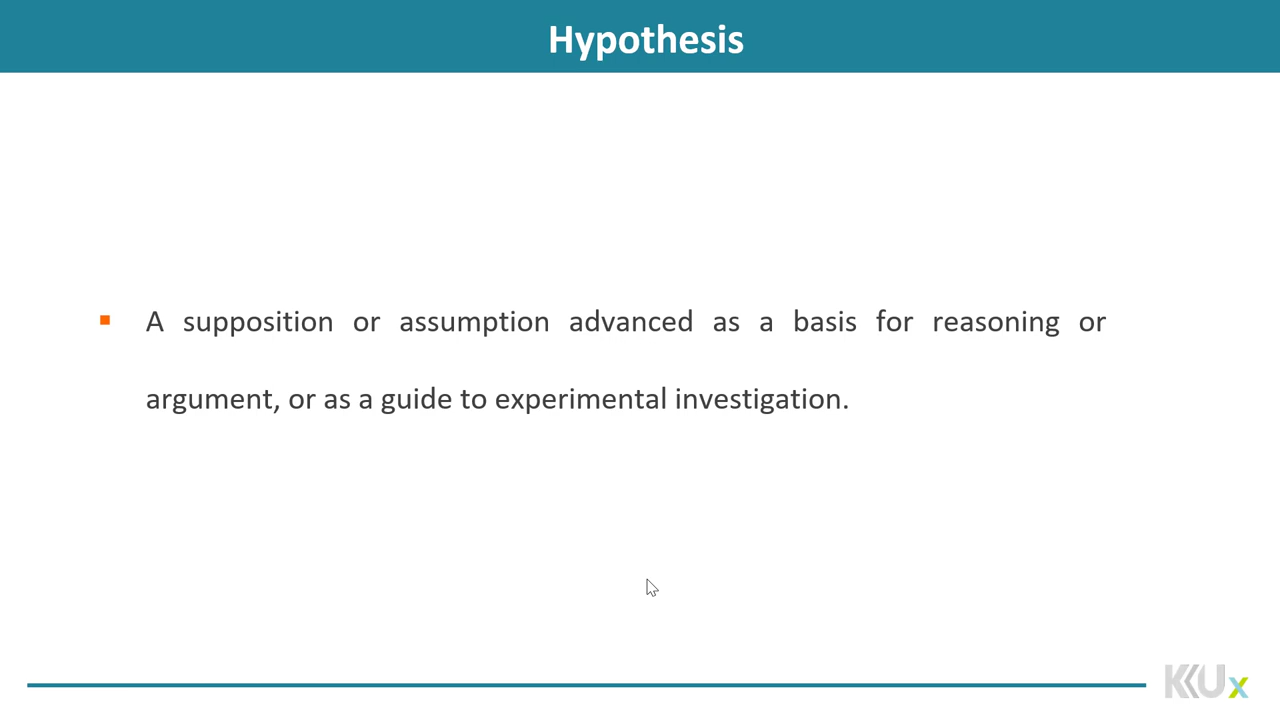 Hypothesis
A supposition or assumption advanced as a basis for reasoning or
argument, or as a guide to experimental investigation.
KKUx